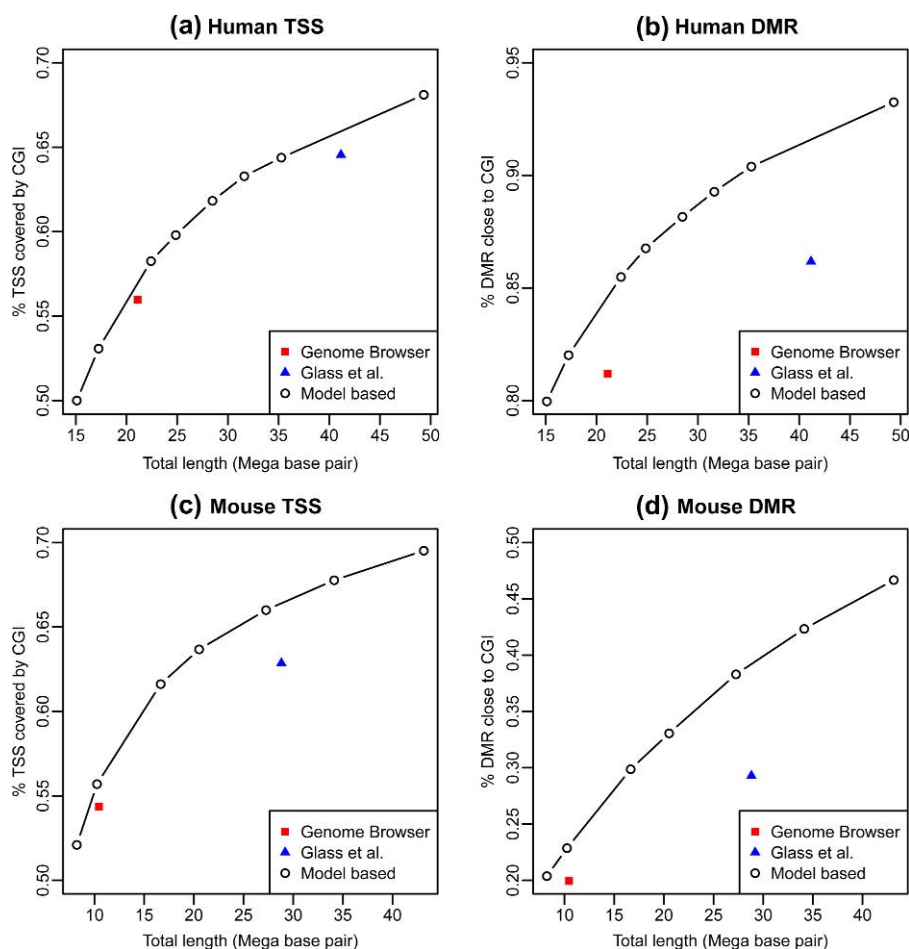 (a) Human TSS
% TSS covered by CGI
0.50 0.55 0.60 0.65 0.70
Genome Browser
Glass et al.
Model based
15 20 25 30 35 40 45 50
Total length (Mega base pair)
(b) Human DMR
% DMR close to CGI
0.80 0.85 0.90 0.95
Genome Browser
Glass et al.
Model based
15 20 25 30 35 40 45 50
Total length (Mega base pair)
(c) Mouse TSS
% TSS covered by CGI
0.50 0.55 0.60 0.65 0.70
Genome Browser
Glass et al.
Model based
10 15 20 25 30 35 40
Total length (Mega base pair)
(d) Mouse DMR
% DMR close to CGI
0.20 0.25 0.30 0.35 0.40 0.45 0.50
Genome Browser
Glass et al.
Model based
10 15 20 25 30 35 40
Total length (Mega base pair)